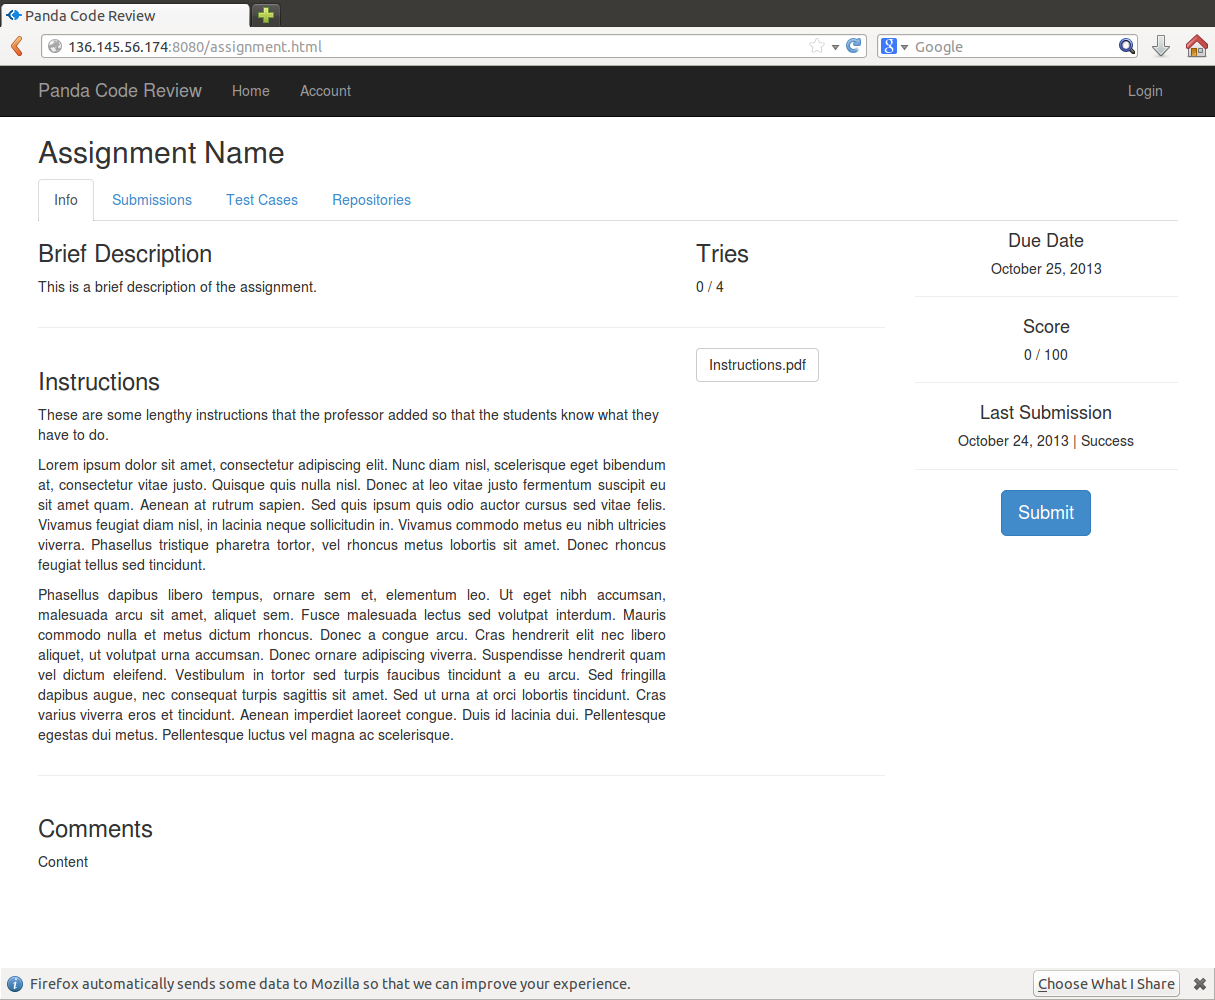 Panda Code Review
136.145.56.174:8080/assignment.html
Google
Panda Code Review
Home
Account
Login
Assignment Name
Info
Submissions
Test Cases
Repositories
Brief Description
This is a brief description of the assignment.
Tries
0 / 4
Due Date
October 25, 2013
Score
0 / 100
Last Submission
October 24, 2013 | Success
Submit
Instructions.pdf
Instructions
These are some lengthy instructions that the professor added so that the students know what they
have to do.
Lorem ipsum dolor sit amet, consectetur adipiscing elit. Nunc diam nisl, scelerisque eget bibendum
at, consectetur vitae justo. Quisque quis nulla nisl. Donec at leo vitae justo fermentum suscipit eu
sit amet quam. Aenean at rutrum sapien. Sed quis ipsum quis odio auctor cursus sed vitae felis.
Vivamus feugiat diam nisl, in lacinia neque sollicitudin in. Vivamus commodo metus eu nibh ultricies
viverra. Phasellus tristique pharetra tortor, vel rhoncus metus lobortis sit amet. Donec rhoncus
feugiat tellus sed tincidunt.
Phasellus dapibus libero tempus, ornare sem et, elementum leo. Ut eget nibh accumsan,
malesuada arcu sit amet, aliquet sem. Fusce malesuada lectus sed volutpat interdum. Mauris
commodo nulla et metus dictum rhoncus. Donec a congue arcu. Cras hendrerit elit nec libero
aliquet, ut volutpat urna accumsan. Donec ornare adipiscing viverra. Suspendisse hendrerit quam
vel dictum eleifend. Vestibulum in tortor sed turpis faucibus tincidunt a eu arcu. Sed fringilla
dapibus augue, nec consequat turpis sagittis sit amet. Sed ut urna at orci lobortis tincidunt. Cras
varius viverra eros et tincidunt. Aenean imperdiet laoreet congue. Duis id lacinia dui. Pellentesque
egestas dui metus. Pellentesque luctus vel magna ac scelerisque.
Comments
Content
Firefox automatically sends some data to Mozilla so that we can improve your experience.
Choose What I Share